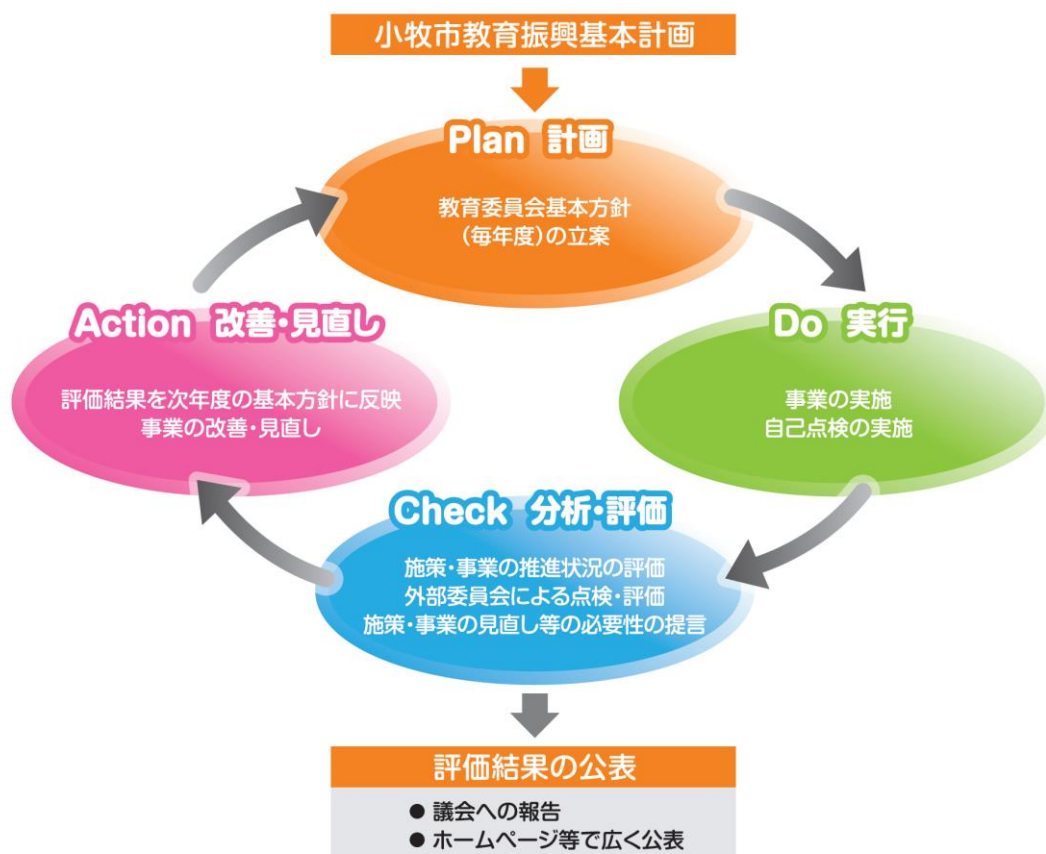 小牧市教育振興基本計画
Plan 計画
教育委員会基本方針
(毎年度)の立案
Do 実行
事業の実施
自己点検の実施
Check 分析・評価
施策・事業の推進状況の評価
外部委員会による点検・評価
施策・事業の見直し等の必要性の提言
Action 改善・見直し
評価結果を次年度の基本方針に反映
事業の改善・見直し
評価結果の公表
● 議会への報告
● ホームページ等で広く公表